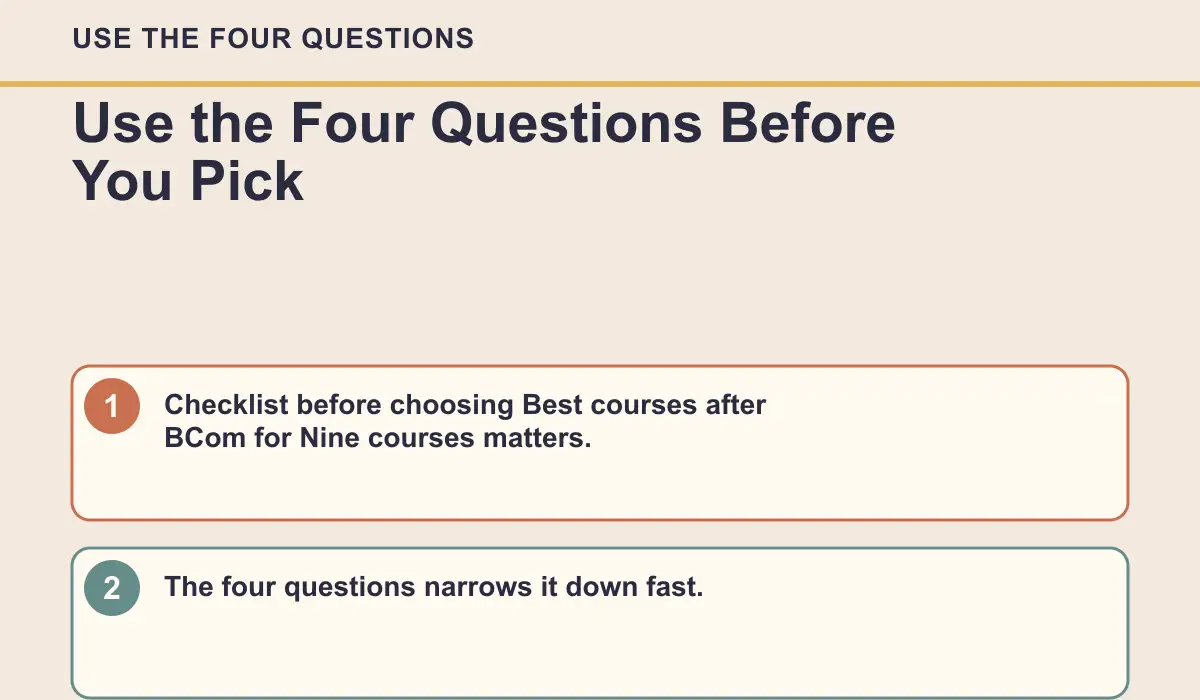 USE THE FOUR QUESTIONS
Use the Four Questions Before
You Pick
1
Checklist before choosing Best courses after
BCom for Nine courses matters.
2
The four questions narrows it down fast.